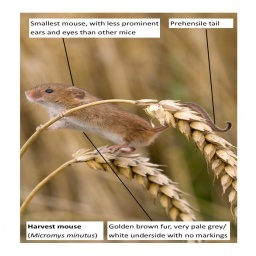 Smallest mouse, with less prominent
ears and eyes than other mice
Prehensile tail
Harvest mouse
(Micromys minutus)
Golden brown fur, very pale grey/
white underside with no markings